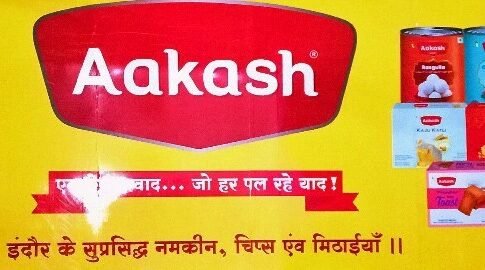 Aakash®
Aakash
Rasgulla
Aakash
KAJU KATLI
Aakash
Toast
स्वाद... जो हर पल रहे याद !
इंदौर के सुप्रसिद्ध नमकीन, चिप्स एंव मिठाईयाँ ||